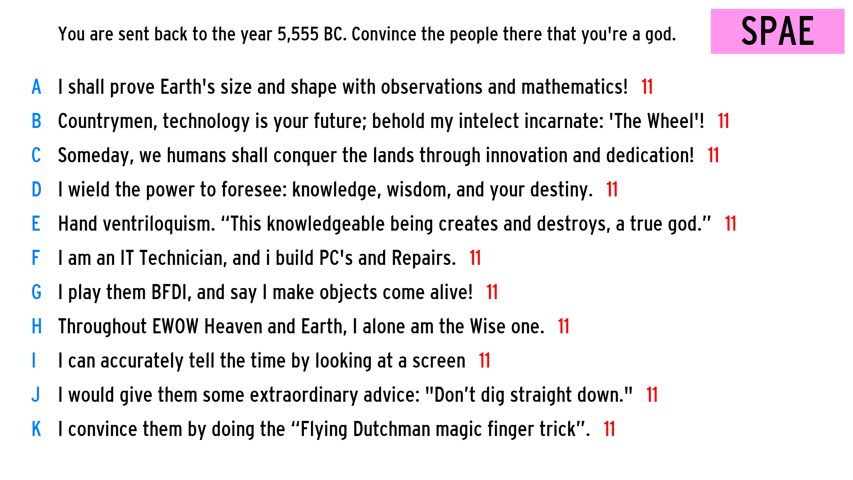 You are sent back to the year 5,555 BC. Convince the people there that you're a god.
SPAE
A I shall prove Earth's size and shape with observations and mathematics! 11
B Countrymen, technology is your future; behold my intelect incarnate: 'The Wheel'! 11
C Someday, we humans shall conquer the lands through innovation and dedication! 11
D I wield the power to foresee: knowledge, wisdom, and your destiny. 11
E Hand ventriloquism. “This knowledgeable being creates and destroys, a true god.” 11
F I am an IT Technician, and i build PC's and Repairs. 11
G I play them BFDI, and say I make objects come alive! 11
H Throughout EWOW Heaven and Earth, I alone am the Wise one. 11
I I can accurately tell the time by looking at a screen 11
J I would give them some extraordinary advice: "Don’t dig straight down." 11
K I convince them by doing the “Flying Dutchman magic finger trick”. 11